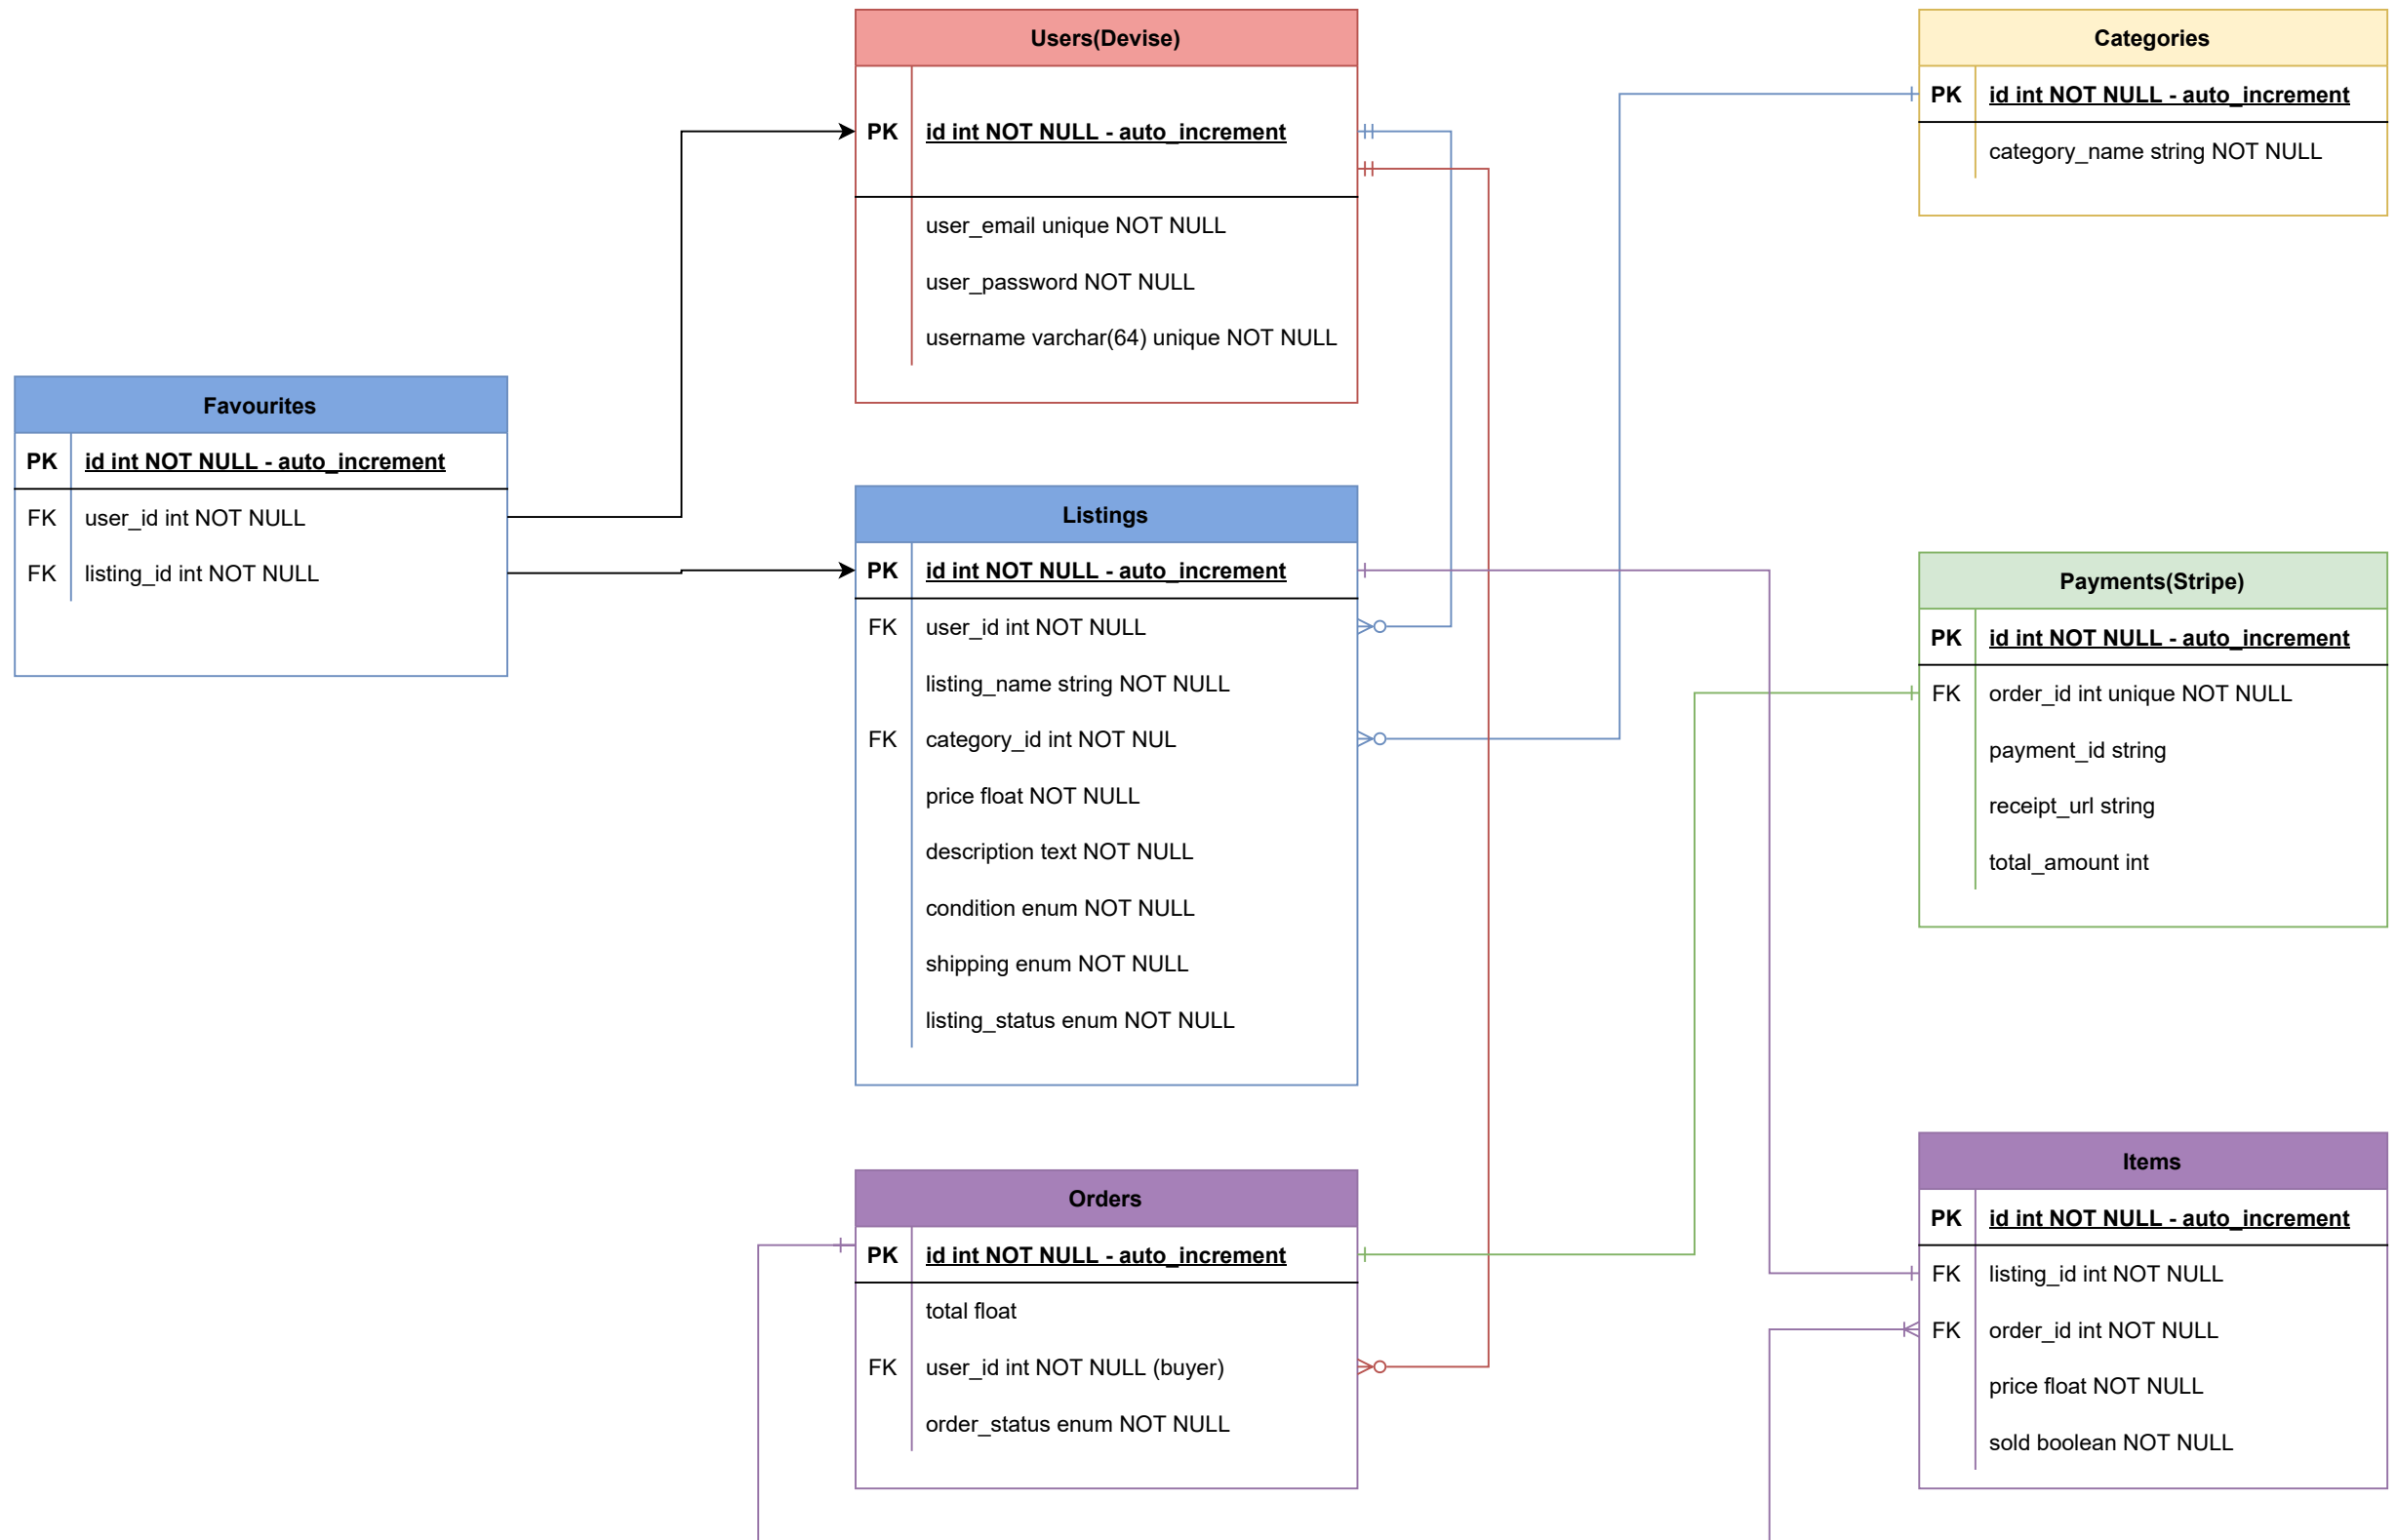 Users(Devise)
PK id int NOT NULL - auto_increment
user_email unique NOT NULL
user_password NOT NULL
username varchar(64) unique NOT NULL
Categories
PK id int NOT NULL - auto_increment
category_name string NOT NULL
Favourites
PK id int NOT NULL - auto_increment
FK user_id int NOT NULL
FK listing_id int NOT NULL
Listings
PK id int NOT NULL - auto_increment
FK user_id int NOT NULL
listing_name string NOT NULL
FK category_id int NOT NUL
price float NOT NULL
description text NOT NULL
condition enum NOT NULL
shipping enum NOT NULL
listing_status enum NOT NULL
Payments(Stripe)
PK id int NOT NULL - auto_increment
FK order_id int unique NOT NULL
payment_id string
receipt_url string
total_amount int
Orders
PK id int NOT NULL - auto_increment
total float
FK user_id int NOT NULL (buyer)
order_status enum NOT NULL
Items
PK id int NOT NULL - auto_increment
FK listing_id int NOT NULL
FK order_id int NOT NULL
price float NOT NULL
sold boolean NOT NULL